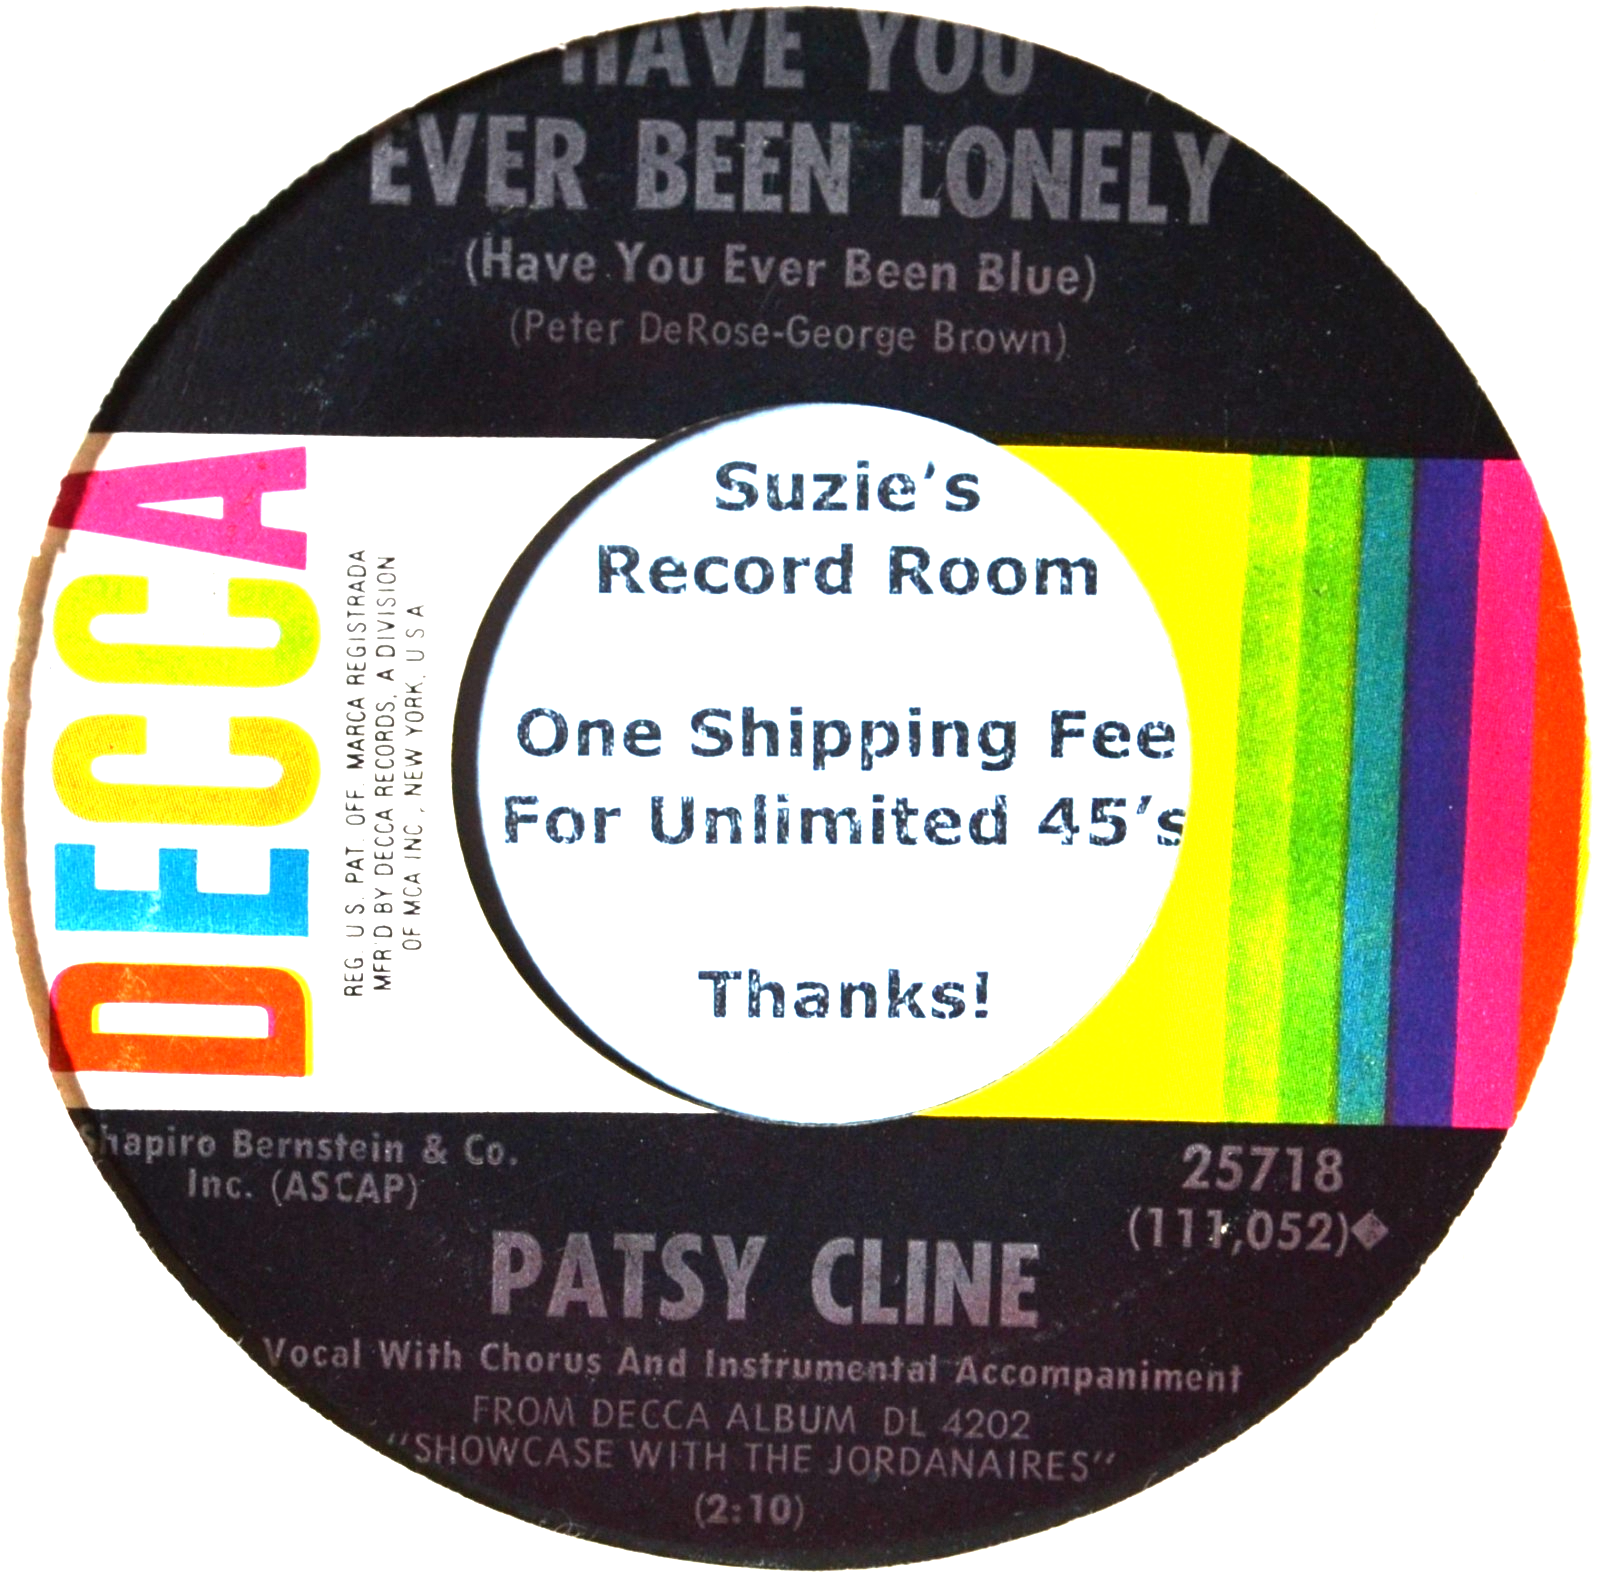 HAVE YOU
EVER BEEN LONELY
(Have You Ever Been Blue)
(Peter DeRose-George Brown)
DECCA
REG. U.S. PAT. OFF. MARCA REGISTRADA
MFR'D BY DECCA RECORDS, A DIVISION
OF MCA INC., NEW YORK, U.S.A
Suzie's
Record Room
One Shipping Fee
For Unlimited 45's
Thanks!
Shapiro Bernstein & Co.
Inc. (ASCAP)
25718
(111,052)◆
PATSY CLINE
Vocal With Chorus And Instrumental Accompaniment
FROM DECCA ALBUM DL 4202
"SHOWCASE WITH THE JORDANAIRES"
(2:10)